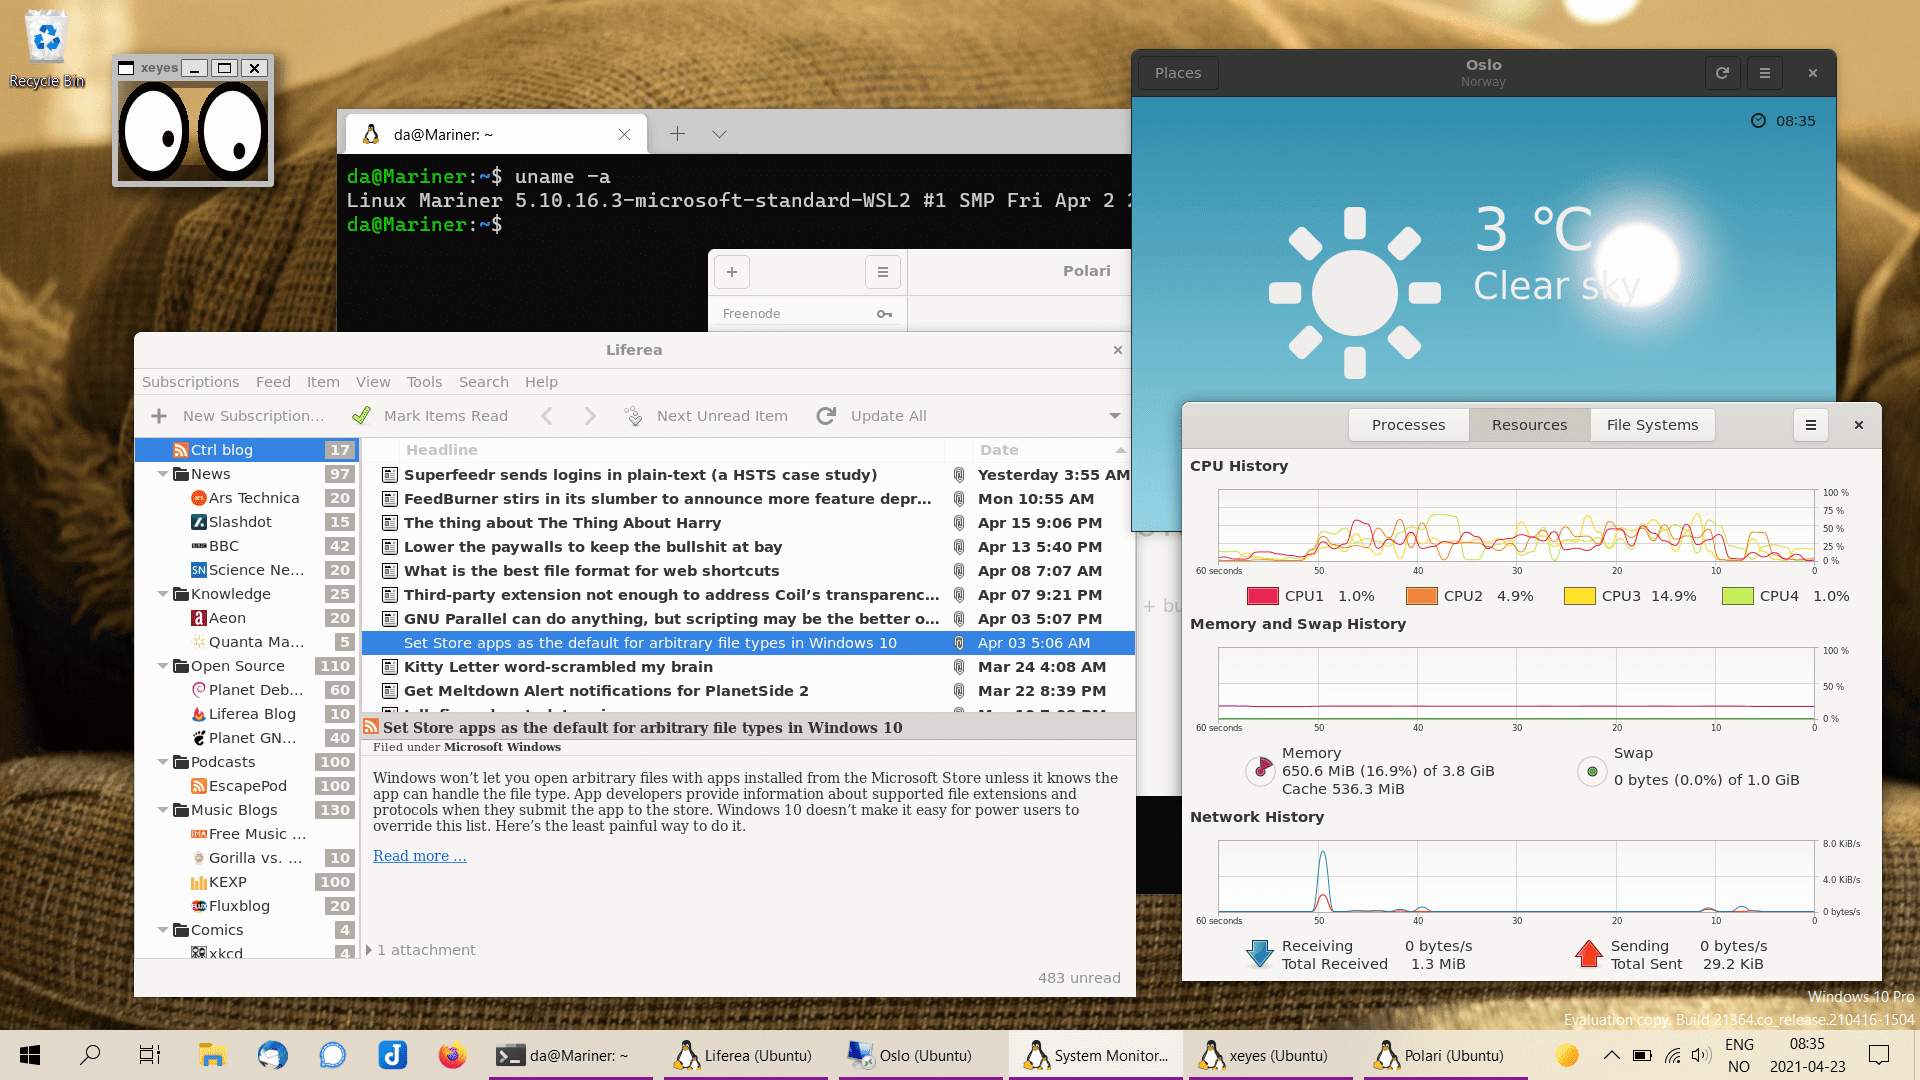 Recycle Bin
xeyes
da@Mariner: ~
da@Mariner:~$ uname -a
Linux Mariner 5.10.16.3-microsoft-standard-WSL2 #1 SMP Fri Apr 2
da@Mariner:~$
Polari
Freenode
Places
Oslo
Norway
08:35
3 °C
Clear sky
Liferea
Subscriptions Feed Item View Tools Search Help
New Subscription... Mark Items Read Next Unread Item Update All
Ctrl blog 17
News 97
Ars Technica 20
Slashdot 15
BBC 42
Science Ne... 20
Knowledge 25
Aeon 20
Quanta Ma... 5
Open Source 110
Planet Deb... 60
Liferea Blog 10
Planet GN... 40
Podcasts 100
EscapePod 100
Music Blogs 130
Free Music ...
Gorilla vs. ... 10
KEXP 100
Fluxblog 20
Comics 4
xkcd 4
Headline Date
Superfeedr sends logins in plain-text (a HSTS case study) Yesterday 3:55 AM
FeedBurner stirs in its slumber to announce more feature depr... Mon 10:55 AM
The thing about The Thing About Harry Apr 15 9:06 PM
Lower the paywalls to keep the bullshit at bay Apr 13 5:40 PM
What is the best file format for web shortcuts Apr 08 7:07 AM
Third-party extension not enough to address Coil’s transparenc... Apr 07 9:21 PM
GNU Parallel can do anything, but scripting may be the better o... Apr 03 5:07 PM
Set Store apps as the default for arbitrary file types in Windows 10 Apr 03 5:06 AM
Kitty Letter word-scrambled my brain Mar 24 4:08 AM
Get Meltdown Alert notifications for PlanetSide 2 Mar 22 8:39 PM
Set Store apps as the default for arbitrary file types in Windows 10
Filed under Microsoft Windows
Windows won’t let you open arbitrary files with apps installed from the Microsoft Store unless it knows the
app can handle the file type. App developers provide information about supported file extensions and
protocols when they submit the app to the store. Windows 10 doesn’t make it easy for power users to
override this list. Here’s the least painful way to do it.
Read more ...
1 attachment
483 unread
+ bu
Processes Resources File Systems
CPU History
100 %
75 %
50 %
25 %
0 %
60 seconds 50 40 30 20 10 0
CPU1 1.0% CPU2 4.9% CPU3 14.9% CPU4 1.0%
Memory and Swap History
100 %
50 %
0 %
60 seconds 50 40 30 20 10 0
Memory
650.6 MiB (16.9%) of 3.8 GiB
Cache 536.3 MiB
Swap
0 bytes (0.0%) of 1.0 GiB
Network History
8.0 KiB/s
4.0 KiB/s
0 bytes/s
60 seconds 50 40 30 20 10 0
Receiving 0 bytes/s
Total Received 1.3 MiB
Sending 0 bytes/s
Total Sent 29.2 KiB
Windows 10 Pro
Evaluation copy. Build 21364.co_release.210416-1504
da@Mariner: ~
Liferea (Ubuntu)
Oslo (Ubuntu)
System Monitor...
xeyes (Ubuntu)
Polari (Ubuntu)
ENG
NO
08:35
2021-04-23